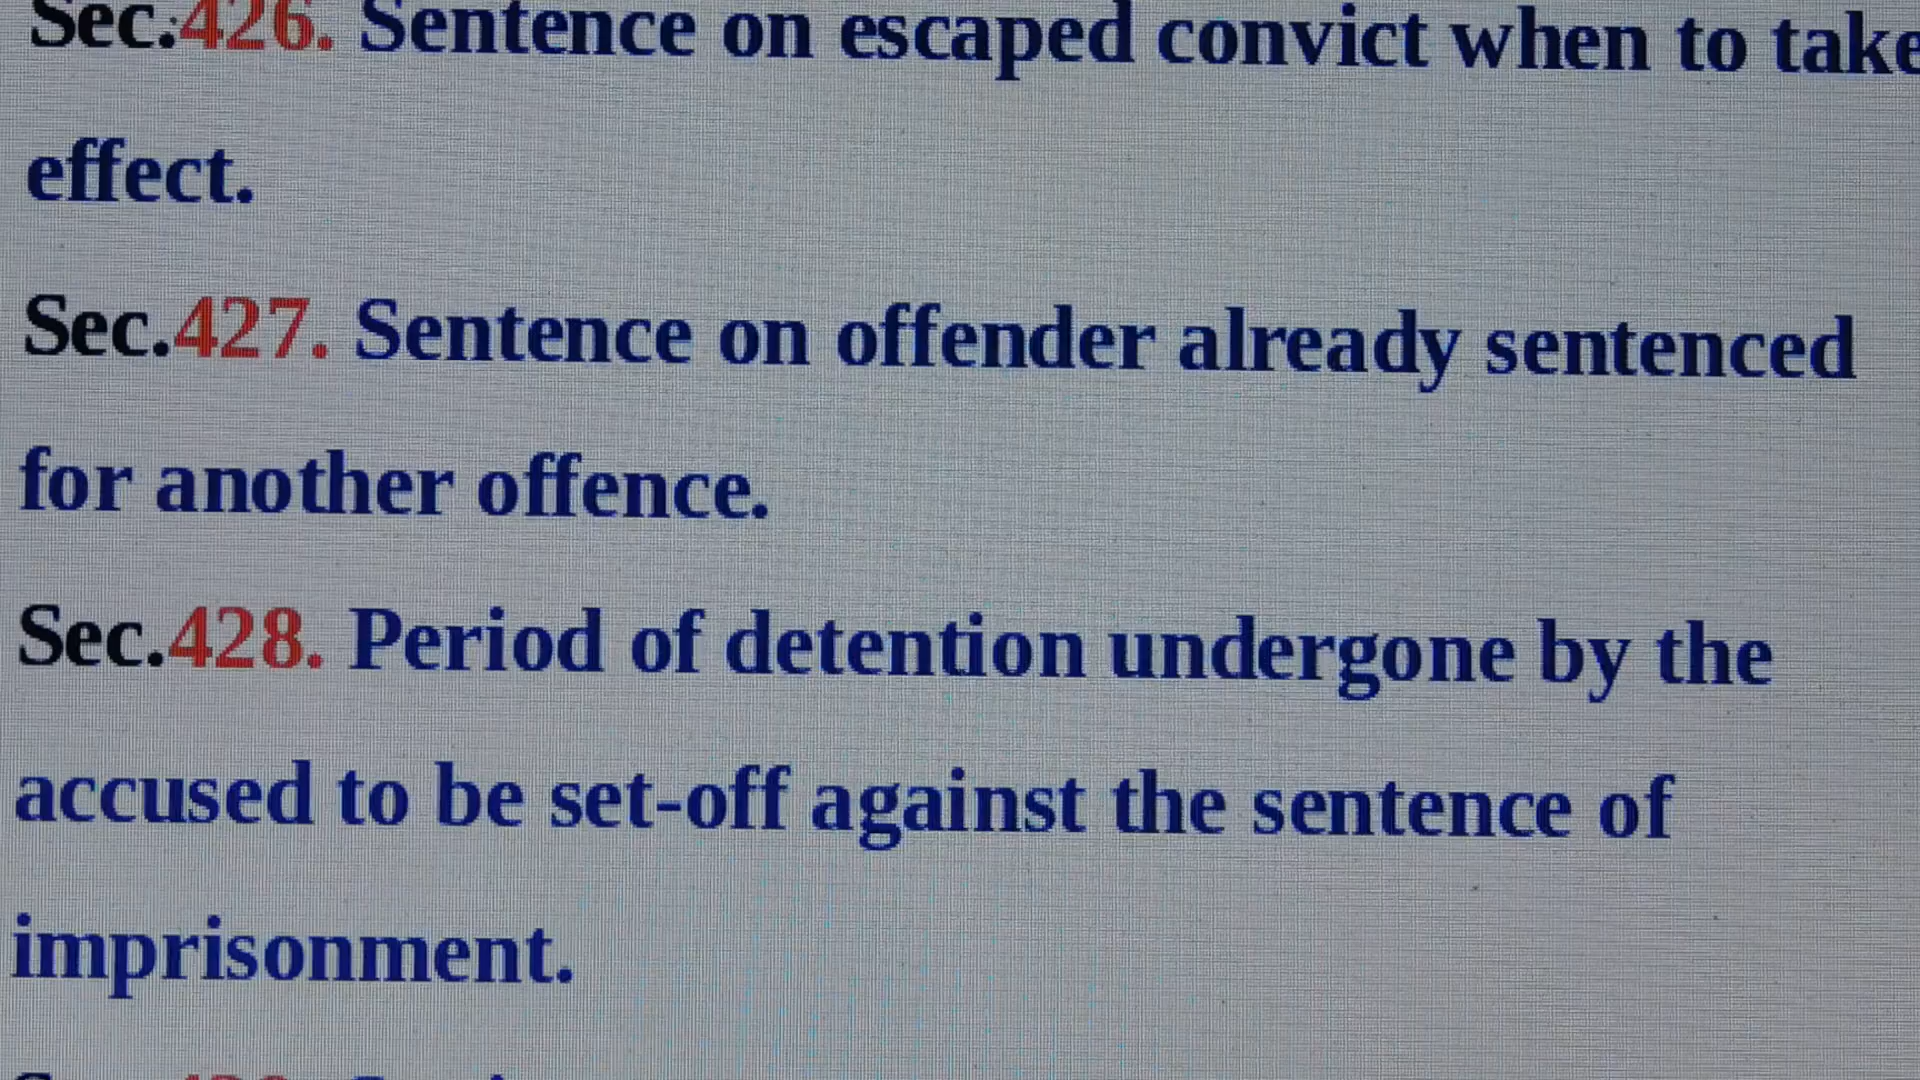 Sec.426. Sentence on escaped convict when to take
effect.
Sec.427. Sentence on offender already sentenced
for another offence.
Sec.428. Period of detention undergone by the
accused to be set-off against the sentence of
imprisonment.